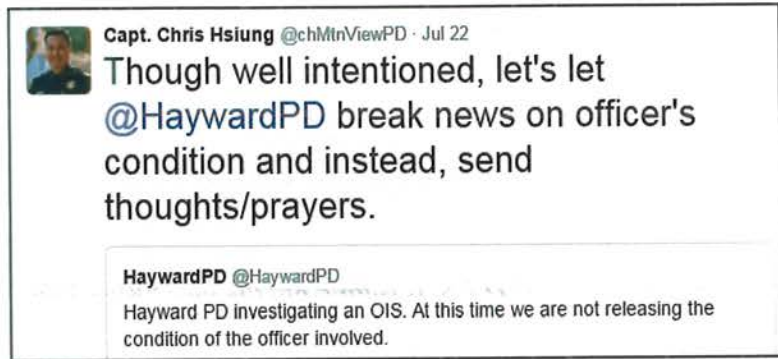 Capt. Chris Hsiung @chMtnViewPD · Jul 22
Though well intentioned, let's let
@HaywardPD break news on officer's
condition and instead, send
thoughts/prayers.
HaywardPD @HaywardPD
Hayward PD investigating an OIS. At this time we are not releasing the
condition of the officer involved.